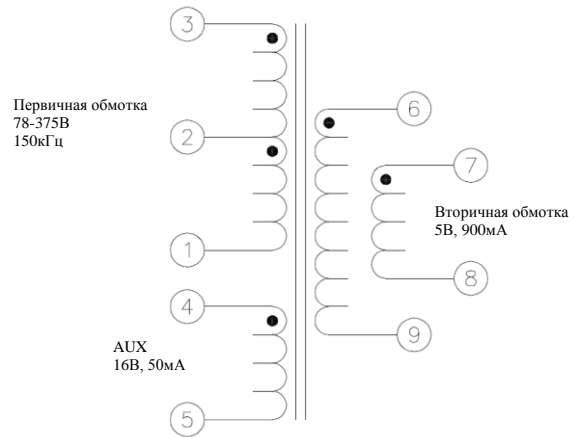 3
Первичная обмотка
78-375В
150кГц
2
1
6
7
Вторичная обмотка
5В, 900мА
8
4
9
AUX
16В, 50мА
5